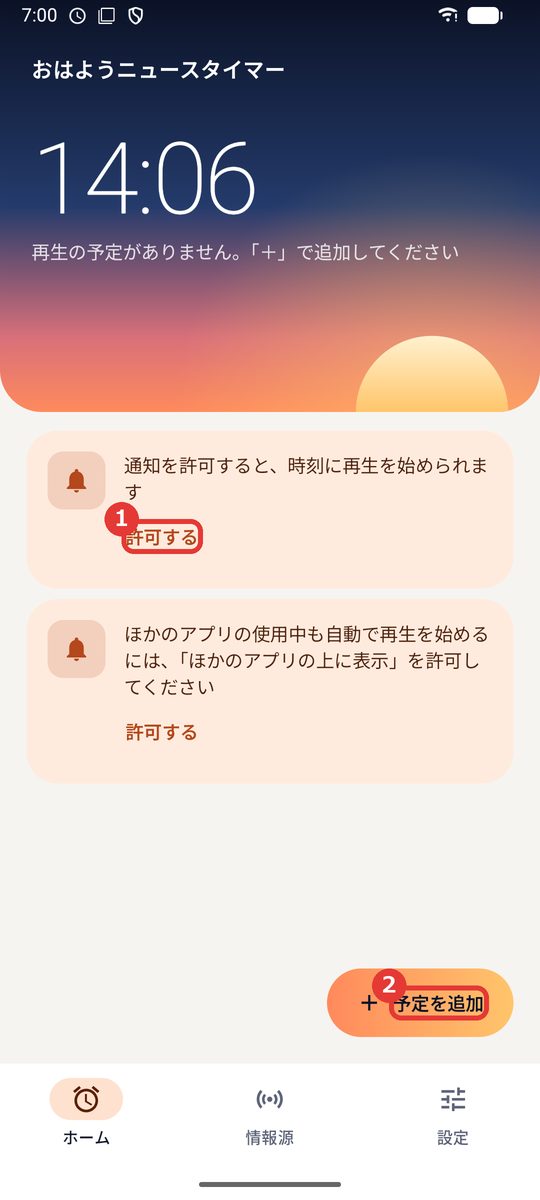 7:00
おはようニュースタイマー
14:06
再生の予定がありません。「＋」で追加してください
通知を許可すると、時刻に再生を始められま
す
1
許可する
ほかのアプリの使用中も自動で再生を始める
には、「ほかのアプリの上に表示」を許可し
てください
許可する
2
＋ 予定を追加
ホーム
情報源
設定